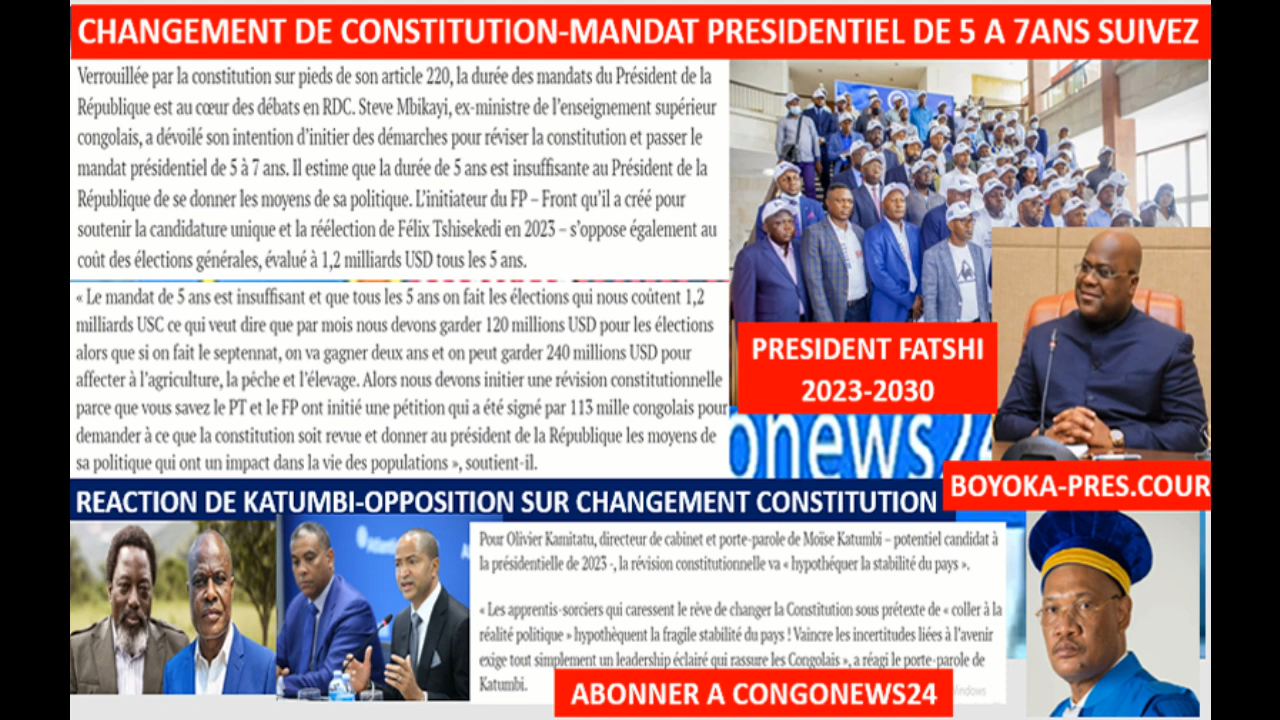 CHANGEMENT DE CONSTITUTION-MANDAT PRESIDENTIEL DE 5 A 7ANS SUIVEZ
Verrouillée par la constitution sur pieds de son article 220, la durée des mandats du Président de la
République est au cœur des débats en RDC. Steve Mbikayi, ex-ministre de l'enseignement supérieur
congolais, a dévoilé son intention d'initier des démarches pour réviser la constitution et passer le
mandat présidentiel de 5 à 7 ans. Il estime que la durée de 5 ans est insuffisante au Président de la
République de se donner les moyens de sa politique. L'initiateur du FP – Front qu'il a créé pour
soutenir la candidature unique et la réélection de Félix Tshisekedi en 2023 – s'oppose également au
coût des élections générales, évalué à 1,2 milliards USD tous les 5 ans.
« Le mandat de 5 ans est insuffisant et que tous les 5 ans on fait les élections qui nous coûtent 1,2
milliards USC ce qui veut dire que par mois nous devons garder 120 millions USD pour les élections
alors que si on fait le septennat, on va gagner deux ans et on peut garder 240 millions USD pour
affecter à l'agriculture, la pêche et l'élevage. Alors nous devons initier une révision constitutionnelle
parce que vous savez le PT et le FP ont initié une pétition qui a été signé par 113 mille congolais pour
demander à ce que la constitution soit revue et donner au président de la République les moyens de
sa politique qui ont un impact dans la vie des populations », soutient-il.
PRESIDENT FATSHI
2023-2030
onews24
BOYOKA-PRES.COUR
REACTION DE KATUMBI-OPPOSITION SUR CHANGEMENT CONSTITUTION
Pour Olivier Kamitatu, directeur de cabinet et porte-parole de Moïse Katumbi – potentiel candidat à
la présidentielle de 2023 -, la révision constitutionnelle va « hypothéquer la stabilité du pays ».
« Les apprentis-sorciers qui caressent le rêve de changer la Constitution sous prétexte de « coller à la
réalité politique » hypothèquent la fragile stabilité du pays ! Vaincre les incertitudes liées à l'avenir
exige tout simplement un leadership éclairé qui rassure les Congolais », a réagi le porte-parole de
Katumbi.
ABONNER A CONGONEWS24